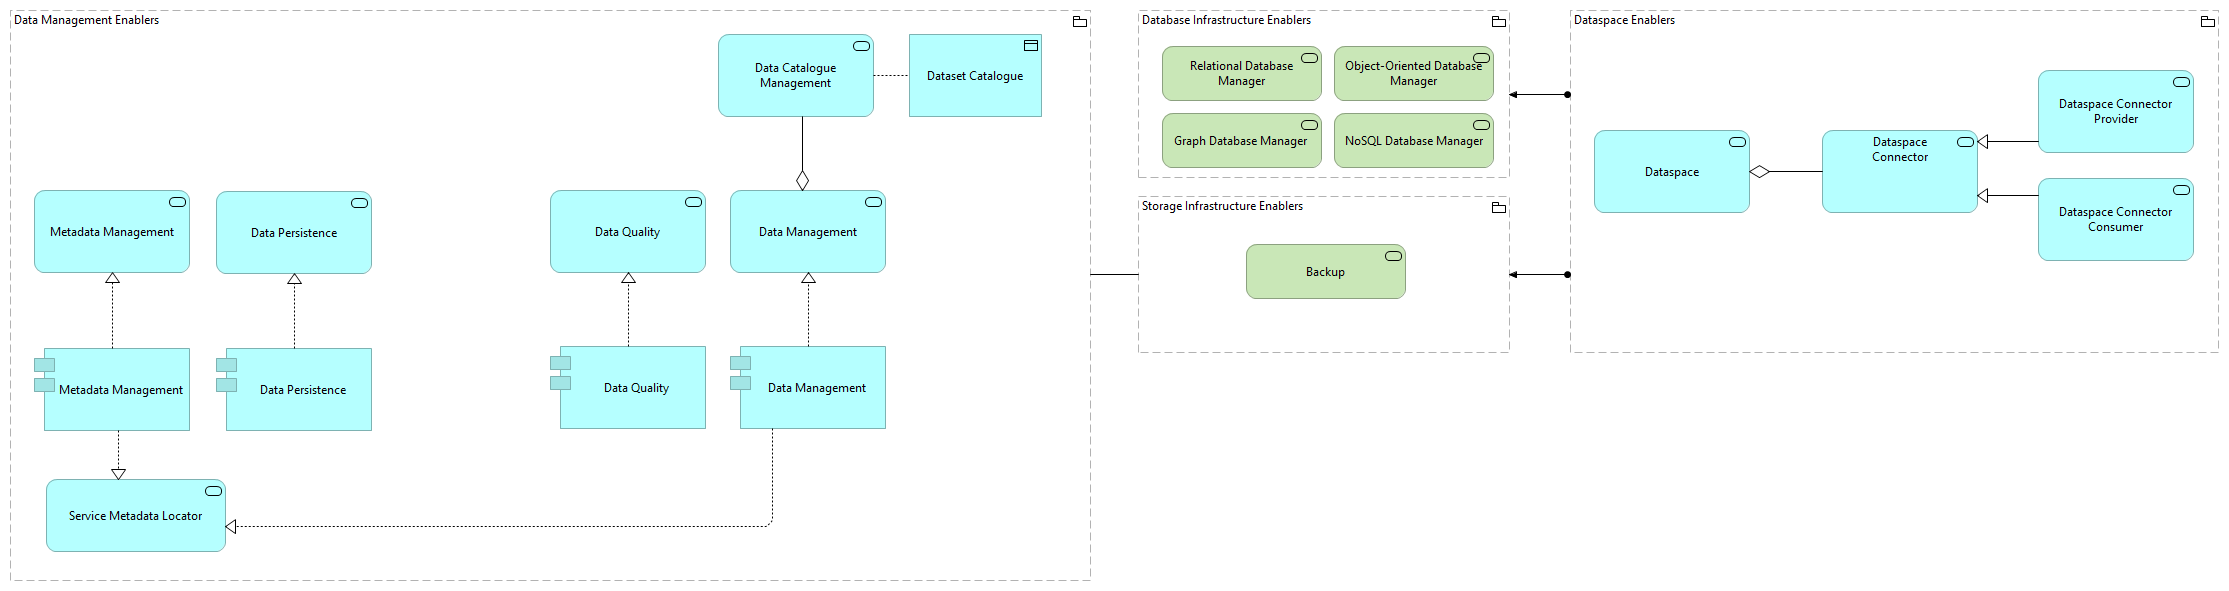 Data Management Enablers
Data Catalogue
Management
Dataset Catalogue
Metadata Management
Data Persistence
Data Quality
Data Management
Metadata Management
Data Persistence
Data Quality
Data Management
Service Metadata Locator
Database Infrastructure Enablers
Relational Database
Manager
Object-Oriented Database
Manager
Graph Database Manager
NoSQL Database Manager
Storage Infrastructure Enablers
Backup
Dataspace Enablers
Dataspace
Dataspace
Connector
Dataspace Connector
Provider
Dataspace Connector
Consumer